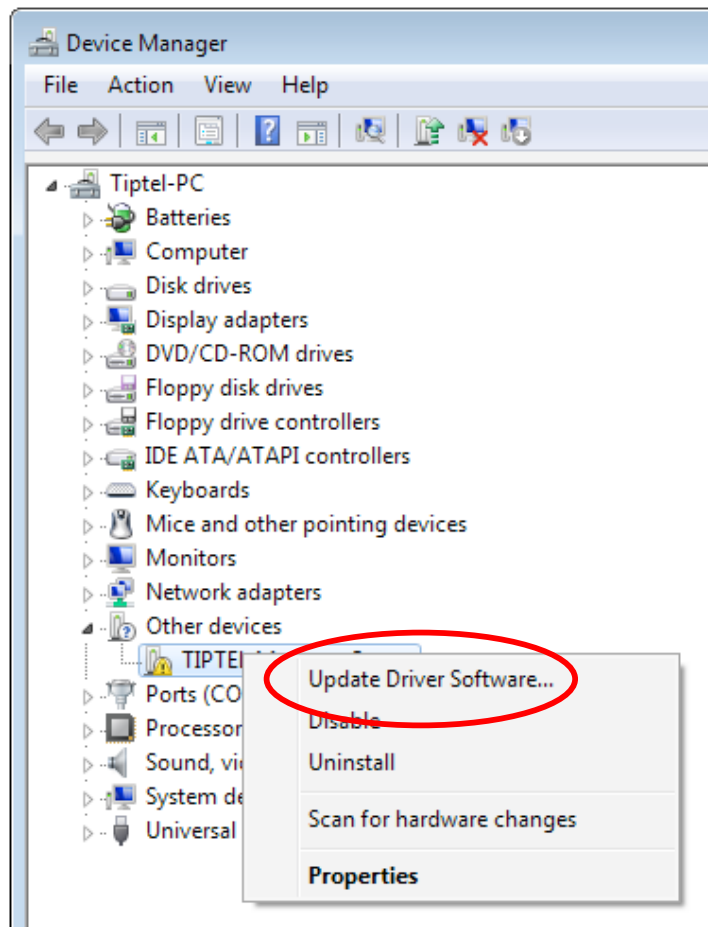 Device Manager
File Action View Help
Tiptel-PC
Batteries
Computer
Disk drives
Display adapters
DVD/CD-ROM drives
Floppy disk drives
Floppy drive controllers
IDE ATA/ATAPI controllers
Keyboards
Mice and other pointing devices
Monitors
Network adapters
Other devices
Update Driver Software...
Ports (CO
Disable
Processor
Uninstall
Sound,
System
Scan for hardware changes
Universal
Properties